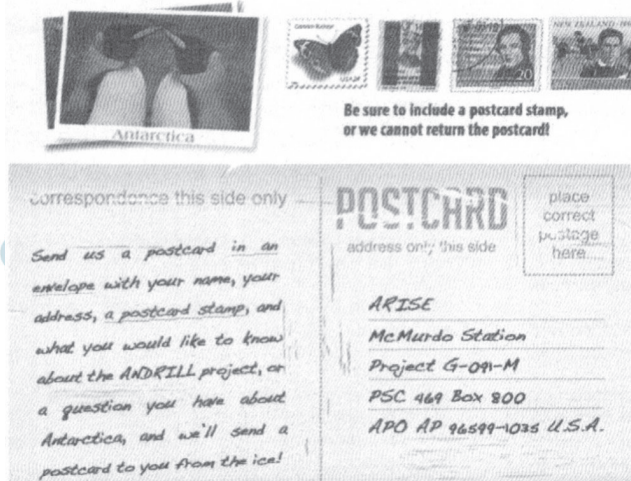 Antarctica
USA
20
NEW ZEALAND
Be sure to include a postcard stamp,
or we cannot return the postcard!
correspondence this side only
Send us a postcard in an
envelope with your name, your
address, a postcard stamp, and
what you would like to know
about the ANDRILL project, or
a question you have about
Antarctica, and we'll send a
postcard to you from the ice!
POSTCARD
address only this side
place
correct
postage
here
ARISE
McMurdo Station
Project G-091-M
PSC 469 Box 800
APO AP 96599-1035 U.S.A.